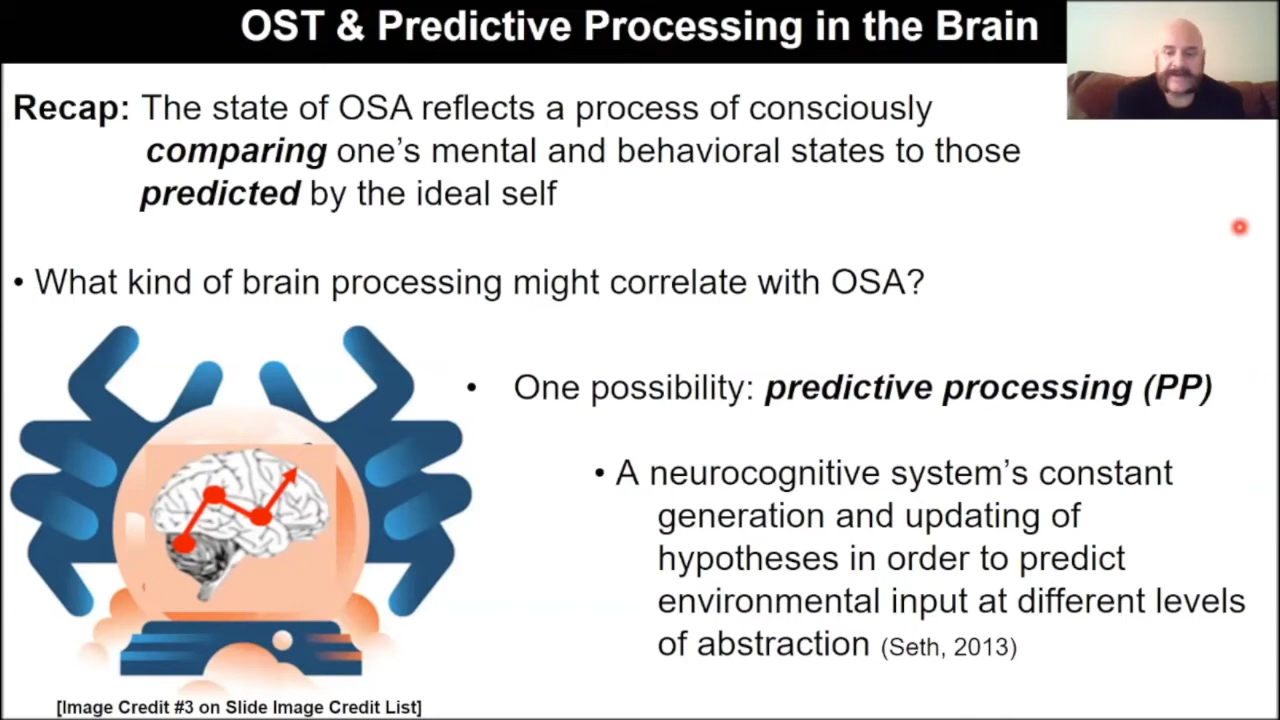 OST & Predictive Processing in the Brain
Recap: The state of OSA reflects a process of consciously
comparing one's mental and behavioral states to those
predicted by the ideal self
• What kind of brain processing might correlate with OSA?
• One possibility: predictive processing (PP)
• A neurocognitive system's constant
generation and updating of
hypotheses in order to predict
environmental input at different levels
of abstraction (Seth, 2013)
[Image Credit #3 on Slide Image Credit List]